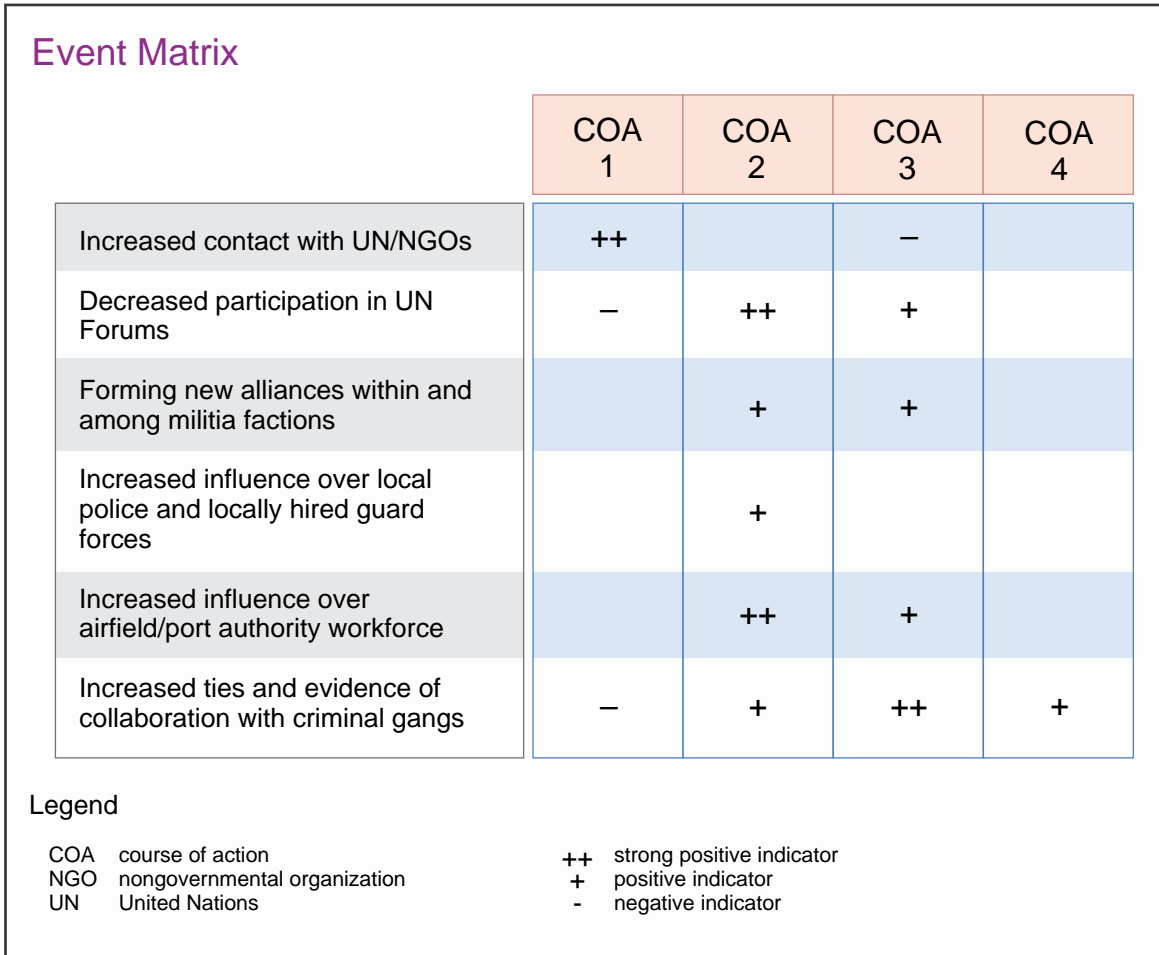 Event Matrix
COA COA COA COA
1 2 3 4
Increased contact with UN/NGOs ++ –
Decreased participation in UN
Forums – ++ +
Forming new alliances within and
among militia factions + +
Increased influence over local
police and locally hired guard
forces +
Increased influence over
airfield/port authority workforce ++ +
Increased ties and evidence of
collaboration with criminal gangs – + ++ +
Legend
COA course of action ++ strong positive indicator
NGO nongovernmental organization + positive indicator
UN United Nations - negative indicator